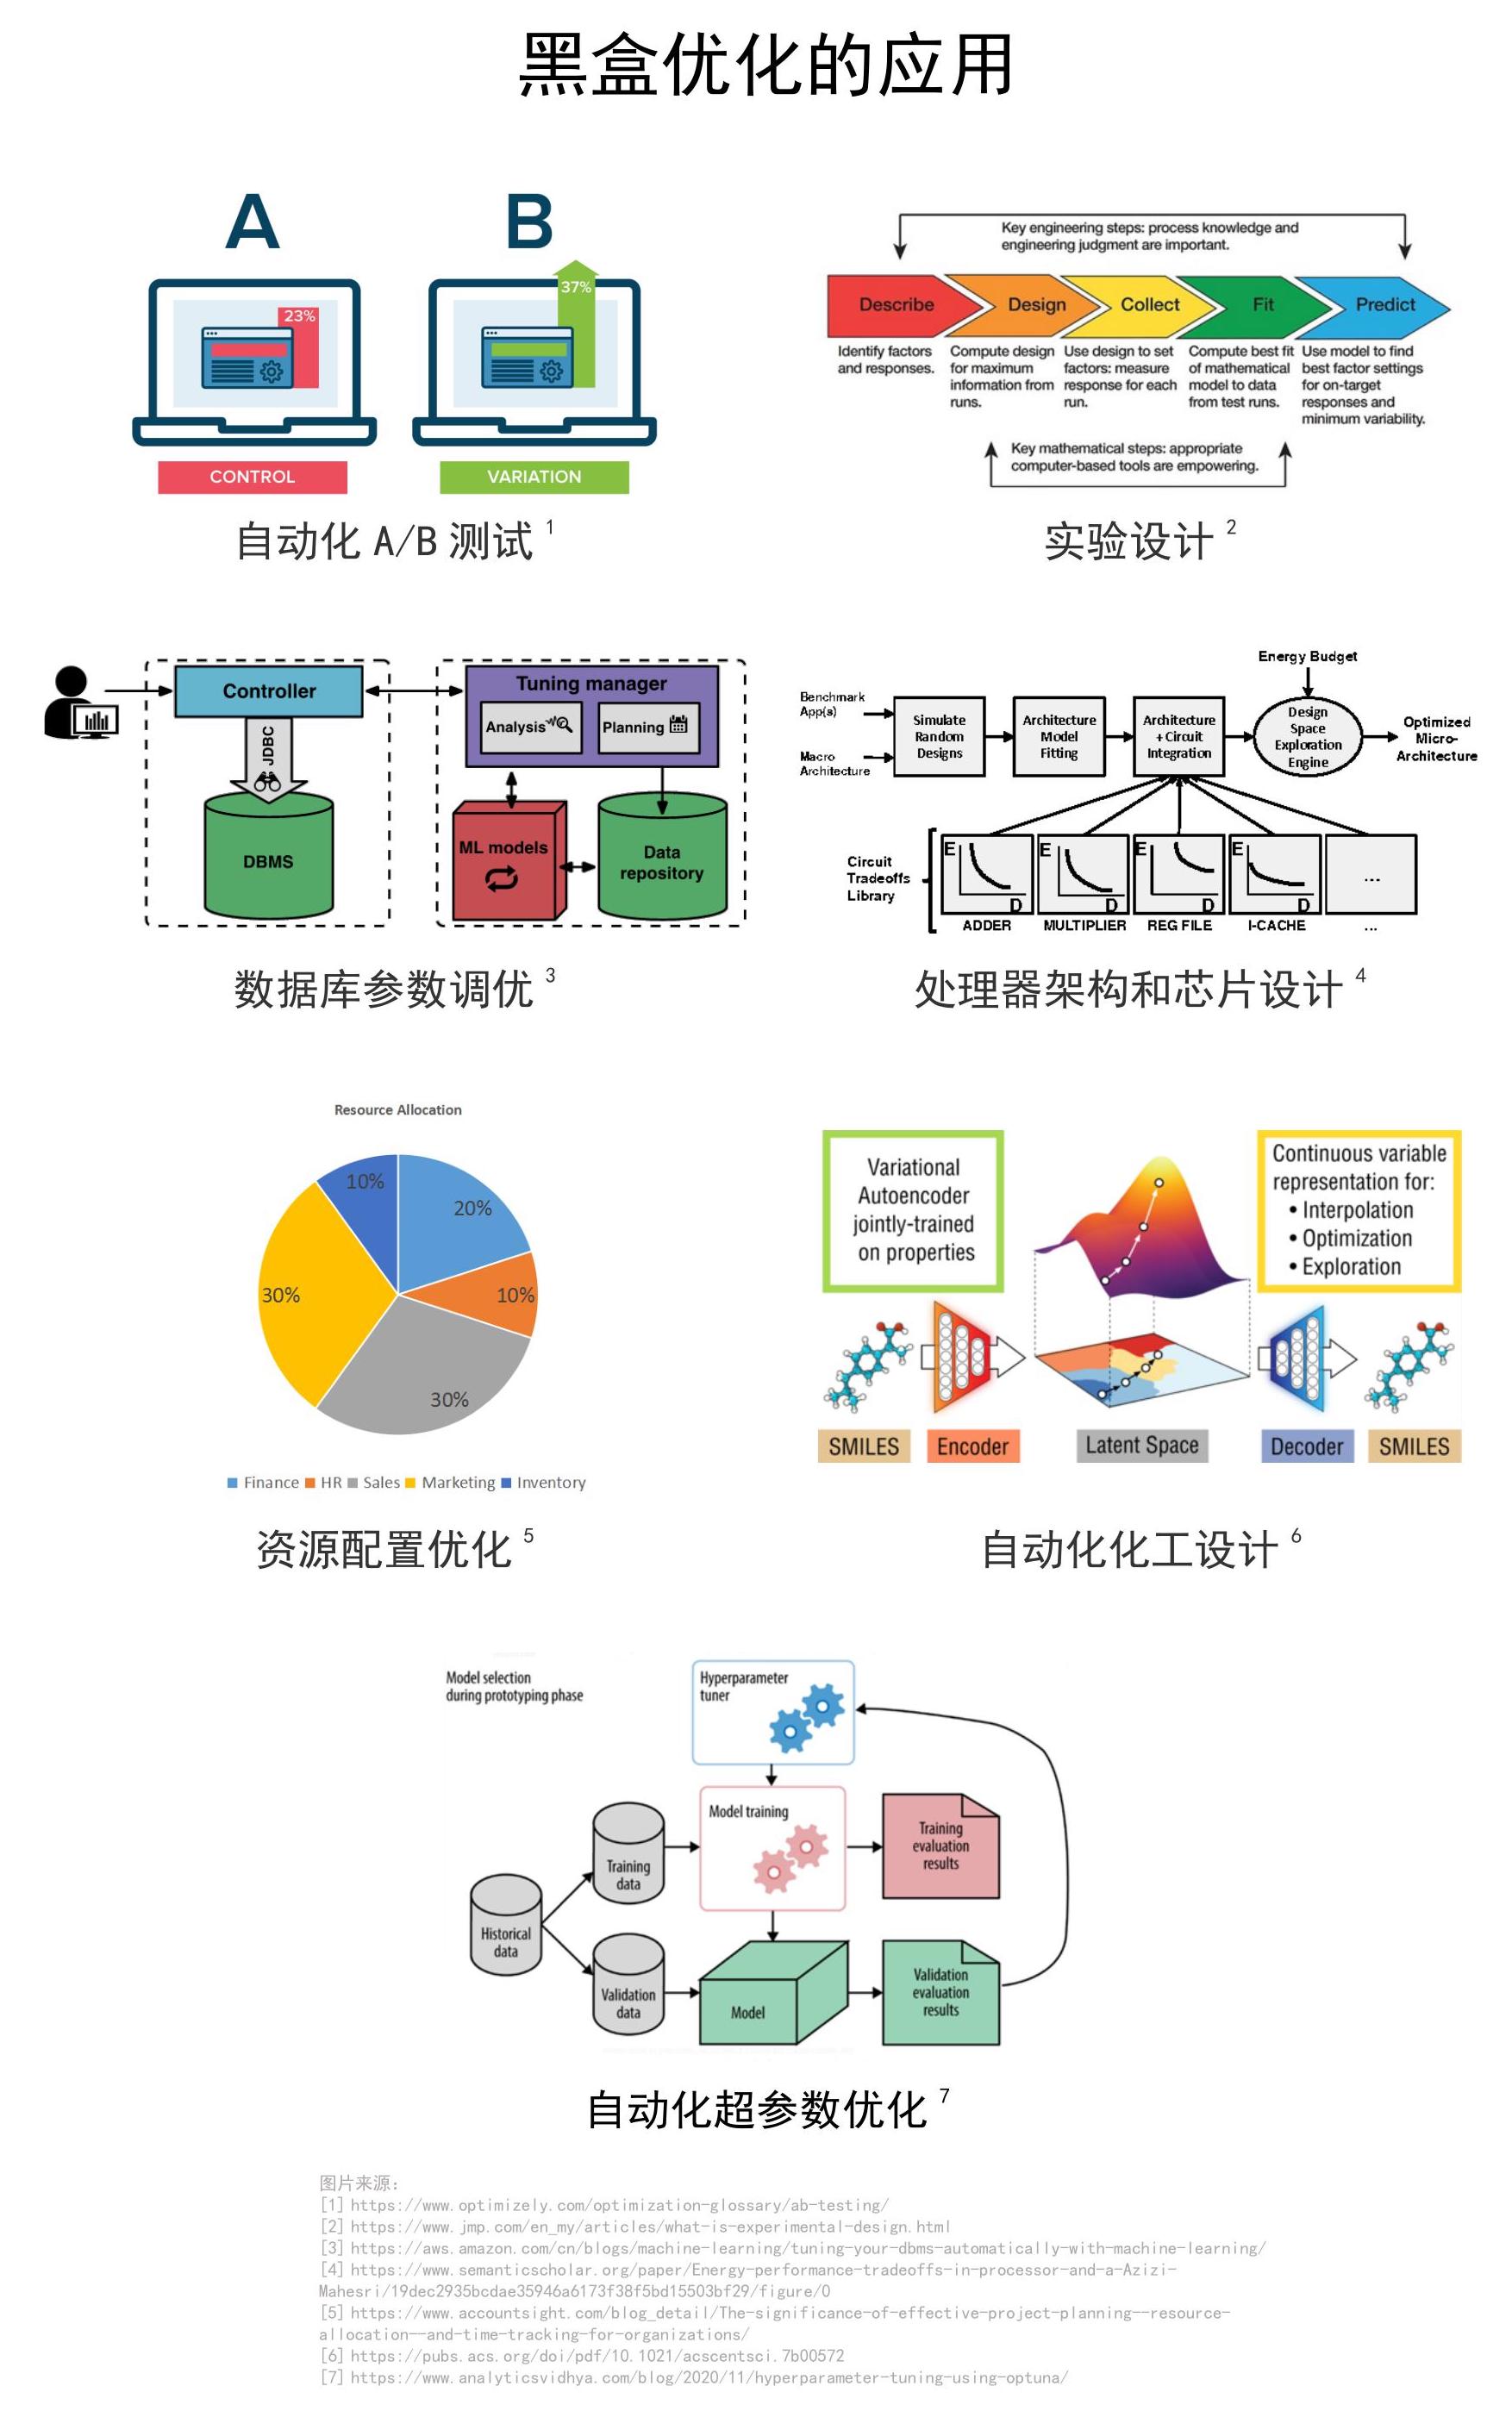 黑盒优化的应用
A
B
23%
37%
CONTROL
VARIATION
自动化 A/B 测试 1
Key engineering steps: process knowledge and
engineering judgment are important.
Describe
Design
Collect
Fit
Predict
Identify factors
and responses.
Compute design
for maximum
information from
runs.
Use design to set
factors: measure
response for each
run.
Compute best fit
of mathematical
model to data
from test runs.
Use model to find
best factor settings
for on-target
responses and
minimum variability.
Key mathematical steps: appropriate
computer-based tools are empowering.
实验设计 2
Controller
JDBC
DBMS
Tuning manager
Analysis
Planning
ML models
Data
repository
数据库参数调优 3
Energy Budget
Benchmark
App(s)
Macro
Architecture
Simulate
Random
Designs
Architecture
Model
Fitting
Architecture
+ Circuit
Integration
Design
Space
Exploration
Engine
Optimized
Micro-
Architecture
Circuit
Tradeoffs
Library
E
D
E
D
E
D
E
D
...
ADDER
MULTIPLIER
REG FILE
I-CACHE
...
处理器架构和芯片设计 4
Resource Allocation
10%
20%
30%
10%
30%
Finance HR Sales Marketing Inventory
资源配置优化 5
Variational
Autoencoder
jointly-trained
on properties
Continuous variable
representation for:
• Interpolation
• Optimization
• Exploration
SMILES
Encoder
Latent Space
Decoder
SMILES
自动化化工设计 6
Model selection
during prototyping phase
Hyperparameter
tuner
Model training
Training
evaluation
results
Training
data
Historical
data
Validation
data
Model
Validation
evaluation
results
自动化超参数优化 7
图片来源：
[1] https://www.optimizely.com/optimization-glossary/ab-testing/
[2] https://www.jmp.com/en_my/articles/what-is-experimental-design.html
[3] https://aws.amazon.com/cn/blogs/machine-learning/tuning-your-dbms-automatically-with-machine-learning/
[4] https://www.semanticscholar.org/paper/Energy-performance-tradeoffs-in-processor-and-a-Azizi-
Mahesri/19dec2935bcdae35946a6173f38f5bd15503bf29/figure/0
[5] https://www.accountsight.com/blog_detail/The-significance-of-effective-project-planning--resource-
allocation--and-time-tracking-for-organizations/
[6] https://pubs.acs.org/doi/pdf/10.1021/acscentsci.7b00572
[7] https://www.analyticsvidhya.com/blog/2020/11/hyperparameter-tuning-using-optuna/